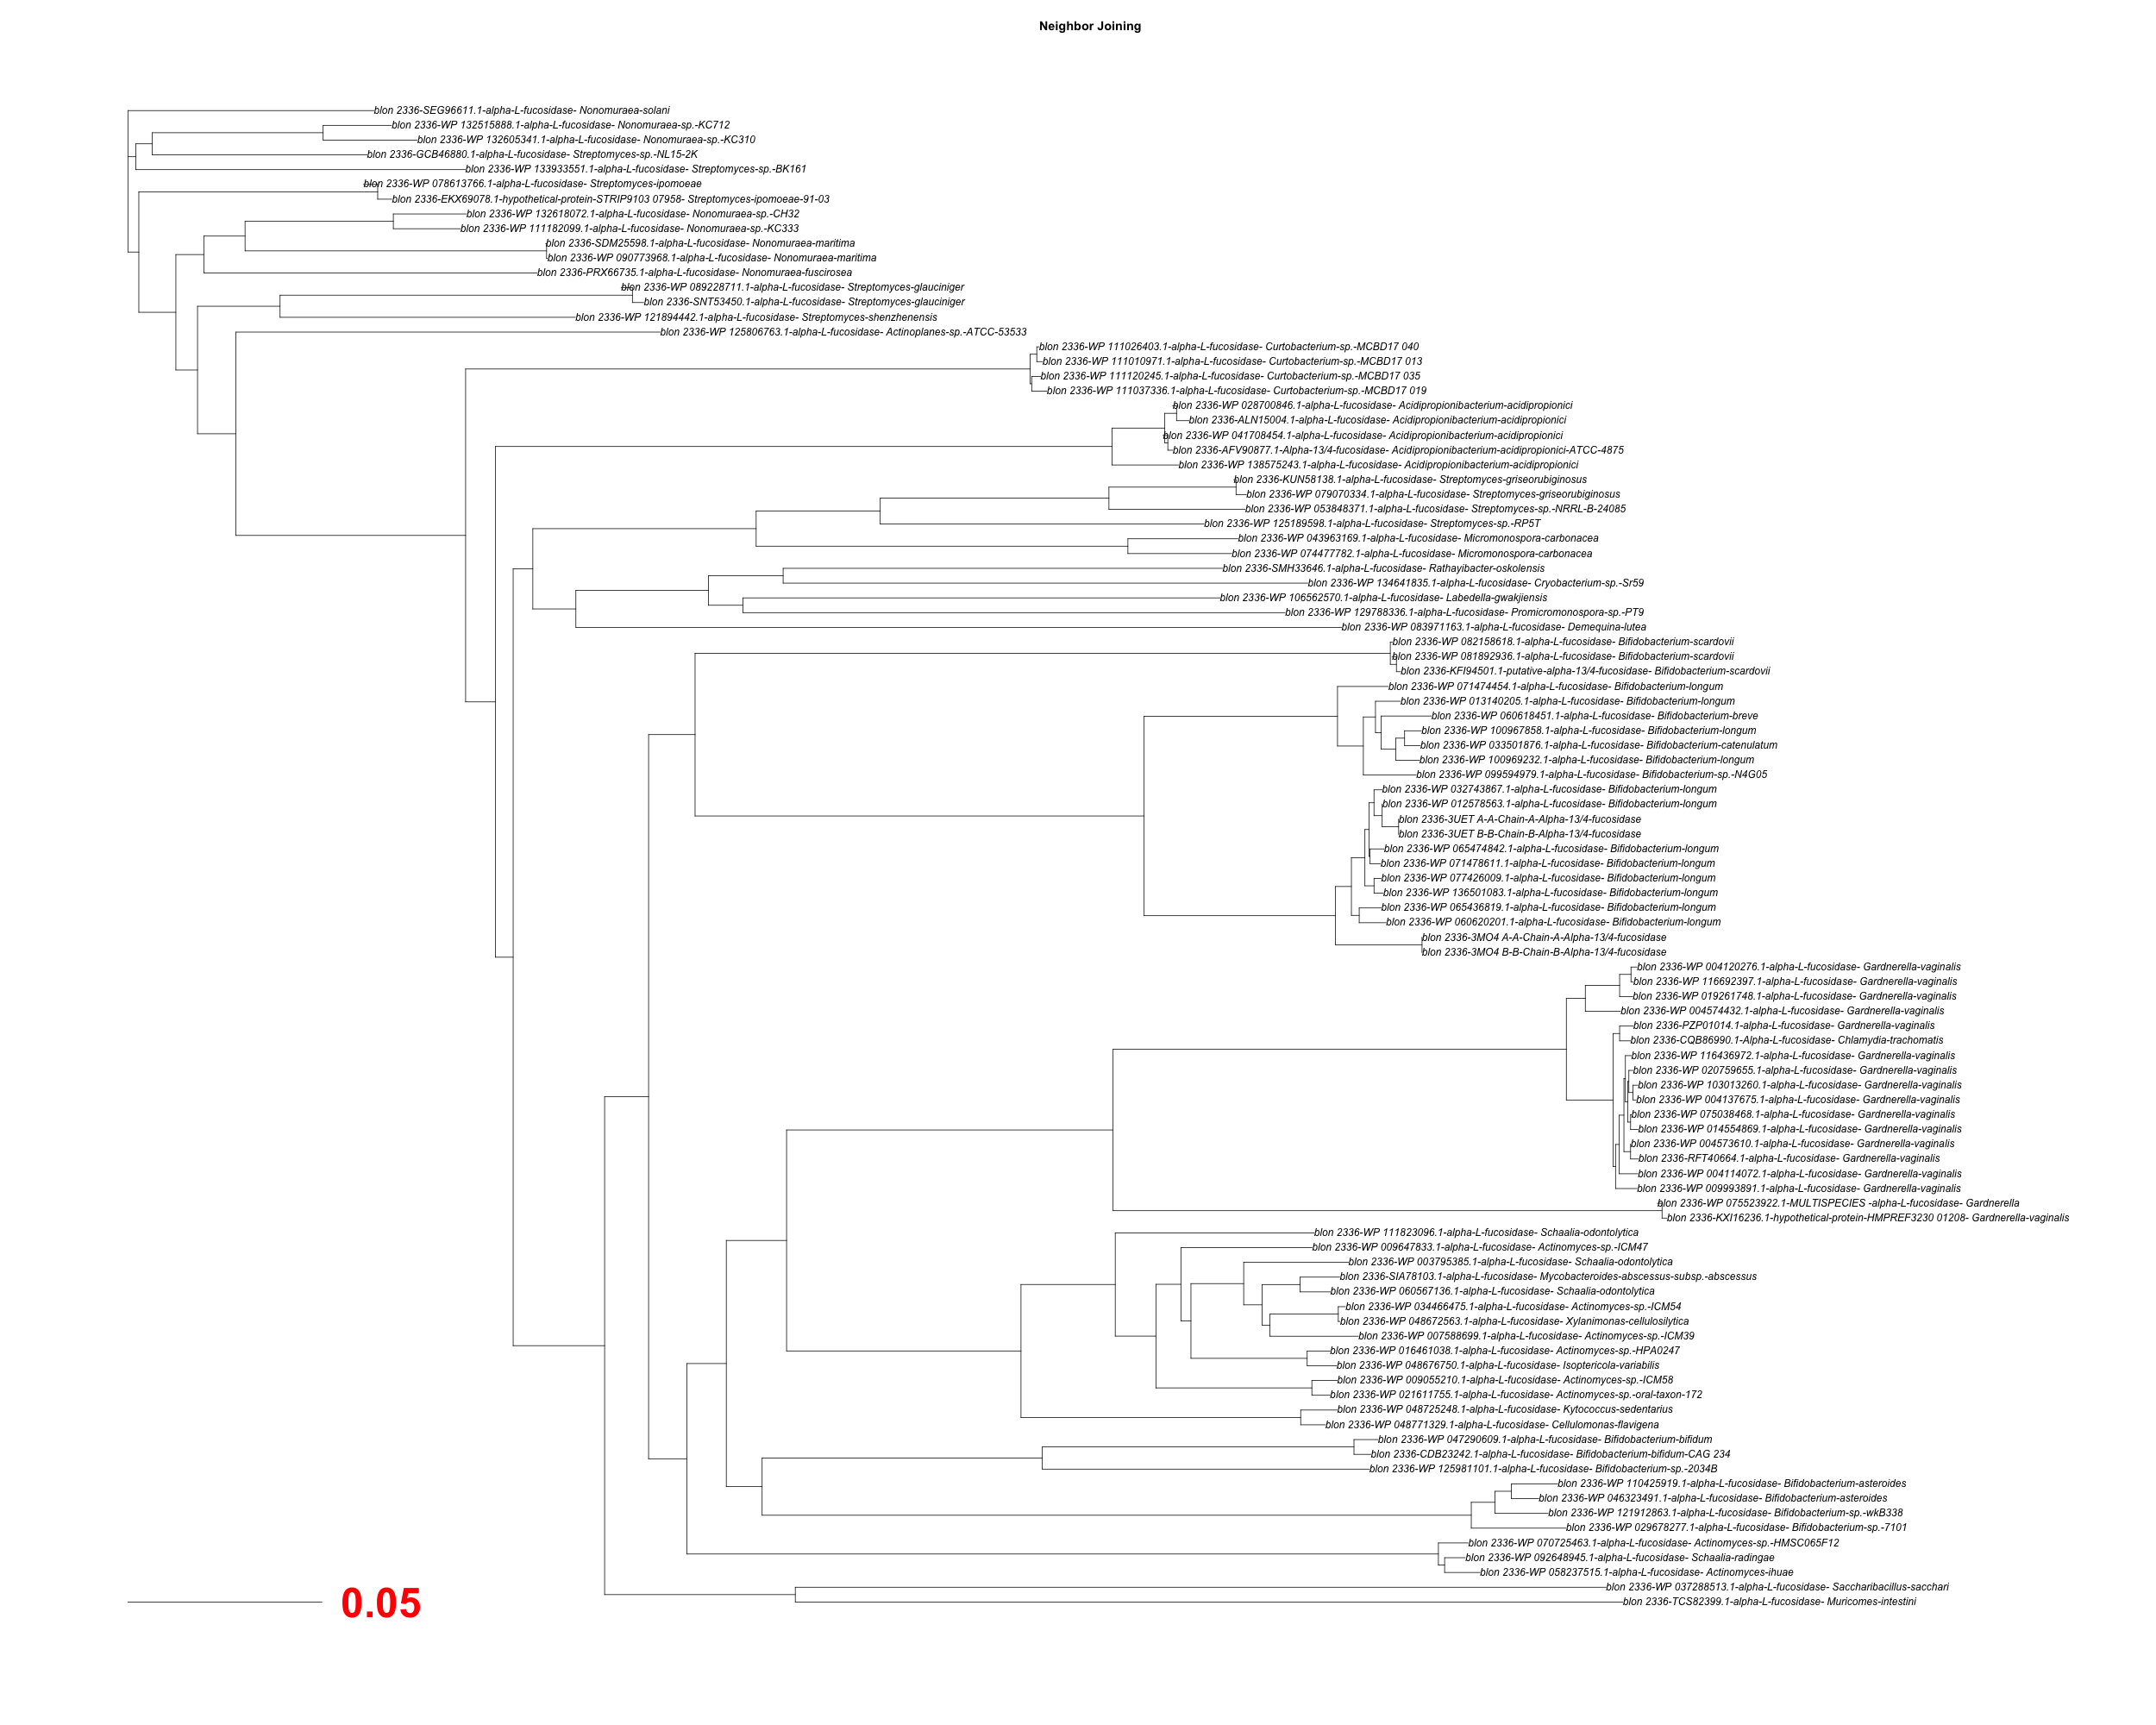 Neighbor Joining
blon 2336-SEG96611.1-alpha-L-fucosidase- Nonomuraea-solani
blon 2336-WP 132515888.1-alpha-L-fucosidase- Nonomuraea-sp.-KC712
blon 2336-WP 132605341.1-alpha-L-fucosidase- Nonomuraea-sp.-KC310
blon 2336-GCB46880.1-alpha-L-fucosidase- Streptomyces-sp.-NL15-2K
blon 2336-WP 133933551.1-alpha-L-fucosidase- Streptomyces-sp.-BK161
blon 2336-WP 078613766.1-alpha-L-fucosidase- Streptomyces-ipomoeae
blon 2336-EKX69078.1-hypothetical-protein-STRIP9103 07958- Streptomyces-ipomoeae-91-03
blon 2336-WP 132618072.1-alpha-L-fucosidase- Nonomuraea-sp.-CH32
blon 2336-WP 111182099.1-alpha-L-fucosidase- Nonomuraea-sp.-KC333
blon 2336-SDM25598.1-alpha-L-fucosidase- Nonomuraea-maritima
blon 2336-WP 090773968.1-alpha-L-fucosidase- Nonomuraea-maritima
blon 2336-PRX66735.1-alpha-L-fucosidase- Nonomuraea-fuscirosea
blon 2336-WP 089228711.1-alpha-L-fucosidase- Streptomyces-glauciniger
blon 2336-SNT53450.1-alpha-L-fucosidase- Streptomyces-glauciniger
blon 2336-WP 121894442.1-alpha-L-fucosidase- Streptomyces-shenzhenensis
blon 2336-WP 125806763.1-alpha-L-fucosidase- Actinoplanes-sp.-ATCC-53533
blon 2336-WP 111026403.1-alpha-L-fucosidase- Curtobacterium-sp.-MCBD17 040
blon 2336-WP 111010971.1-alpha-L-fucosidase- Curtobacterium-sp.-MCBD17 013
blon 2336-WP 111120245.1-alpha-L-fucosidase- Curtobacterium-sp.-MCBD17 035
blon 2336-WP 111037336.1-alpha-L-fucosidase- Curtobacterium-sp.-MCBD17 019
blon 2336-WP 028700846.1-alpha-L-fucosidase- Acidipropionibacterium-acidipropionici
blon 2336-ALN15004.1-alpha-L-fucosidase- Acidipropionibacterium-acidipropionici
blon 2336-WP 041708454.1-alpha-L-fucosidase- Acidipropionibacterium-acidipropionici
blon 2336-AFV90877.1-Alpha-13/4-fucosidase- Acidipropionibacterium-acidipropionici-ATCC-4875
blon 2336-WP 138575243.1-alpha-L-fucosidase- Acidipropionibacterium-acidipropionici
blon 2336-KUN58138.1-alpha-L-fucosidase- Streptomyces-griseorubiginosus
blon 2336-WP 079070334.1-alpha-L-fucosidase- Streptomyces-griseorubiginosus
blon 2336-WP 053848371.1-alpha-L-fucosidase- Streptomyces-sp.-NRRL-B-24085
blon 2336-WP 125189598.1-alpha-L-fucosidase- Streptomyces-sp.-RP5T
blon 2336-WP 043963169.1-alpha-L-fucosidase- Micromonospora-carbonacea
blon 2336-WP 074477782.1-alpha-L-fucosidase- Micromonospora-carbonacea
blon 2336-SMH33646.1-alpha-L-fucosidase- Rathayibacter-oskolensis
blon 2336-WP 134641835.1-alpha-L-fucosidase- Cryobacterium-sp.-Sr59
blon 2336-WP 106562570.1-alpha-L-fucosidase- Labedella-gwakjiensis
blon 2336-WP 129788336.1-alpha-L-fucosidase- Promicromonospora-sp.-PT9
blon 2336-WP 083971163.1-alpha-L-fucosidase- Demequina-lutea
blon 2336-WP 082158618.1-alpha-L-fucosidase- Bifidobacterium-scardovii
blon 2336-WP 081892936.1-alpha-L-fucosidase- Bifidobacterium-scardovii
blon 2336-KFI94501.1-putative-alpha-13/4-fucosidase- Bifidobacterium-scardovii
blon 2336-WP 071474454.1-alpha-L-fucosidase- Bifidobacterium-longum
blon 2336-WP 013140205.1-alpha-L-fucosidase- Bifidobacterium-longum
blon 2336-WP 060618451.1-alpha-L-fucosidase- Bifidobacterium-breve
blon 2336-WP 100967858.1-alpha-L-fucosidase- Bifidobacterium-longum
blon 2336-WP 033501876.1-alpha-L-fucosidase- Bifidobacterium-catenulatum
blon 2336-WP 100969232.1-alpha-L-fucosidase- Bifidobacterium-longum
blon 2336-WP 099594979.1-alpha-L-fucosidase- Bifidobacterium-sp.-N4G05
blon 2336-WP 032743867.1-alpha-L-fucosidase- Bifidobacterium-longum
blon 2336-WP 012578563.1-alpha-L-fucosidase- Bifidobacterium-longum
blon 2336-3UET A-A-Chain-A-Alpha-13/4-fucosidase
blon 2336-3UET B-B-Chain-B-Alpha-13/4-fucosidase
blon 2336-WP 065474842.1-alpha-L-fucosidase- Bifidobacterium-longum
blon 2336-WP 071478611.1-alpha-L-fucosidase- Bifidobacterium-longum
blon 2336-WP 077426009.1-alpha-L-fucosidase- Bifidobacterium-longum
blon 2336-WP 136501083.1-alpha-L-fucosidase- Bifidobacterium-longum
blon 2336-WP 065436819.1-alpha-L-fucosidase- Bifidobacterium-longum
blon 2336-WP 060620201.1-alpha-L-fucosidase- Bifidobacterium-longum
blon 2336-3MO4 A-A-Chain-A-Alpha-13/4-fucosidase
blon 2336-3MO4 B-B-Chain-B-Alpha-13/4-fucosidase
blon 2336-WP 004120276.1-alpha-L-fucosidase- Gardnerella-vaginalis
blon 2336-WP 116692397.1-alpha-L-fucosidase- Gardnerella-vaginalis
blon 2336-WP 019261748.1-alpha-L-fucosidase- Gardnerella-vaginalis
blon 2336-WP 004574432.1-alpha-L-fucosidase- Gardnerella-vaginalis
blon 2336-PZP01014.1-alpha-L-fucosidase- Gardnerella-vaginalis
blon 2336-CQB86990.1-Alpha-L-fucosidase- Chlamydia-trachomatis
blon 2336-WP 116436972.1-alpha-L-fucosidase- Gardnerella-vaginalis
blon 2336-WP 020759655.1-alpha-L-fucosidase- Gardnerella-vaginalis
blon 2336-WP 103013260.1-alpha-L-fucosidase- Gardnerella-vaginalis
blon 2336-WP 004137675.1-alpha-L-fucosidase- Gardnerella-vaginalis
blon 2336-WP 075038468.1-alpha-L-fucosidase- Gardnerella-vaginalis
blon 2336-WP 014554869.1-alpha-L-fucosidase- Gardnerella-vaginalis
blon 2336-WP 004573610.1-alpha-L-fucosidase- Gardnerella-vaginalis
blon 2336-RFT40664.1-alpha-L-fucosidase- Gardnerella-vaginalis
blon 2336-WP 004114072.1-alpha-L-fucosidase- Gardnerella-vaginalis
blon 2336-WP 009993891.1-alpha-L-fucosidase- Gardnerella-vaginalis
blon 2336-WP 075523922.1-MULTISPECIES -alpha-L-fucosidase- Gardnerella
blon 2336-KXI16236.1-hypothetical-protein-HMPREF3230 01208- Gardnerella-vaginalis
blon 2336-WP 111823096.1-alpha-L-fucosidase- Schaalia-odontolytica
blon 2336-WP 009647833.1-alpha-L-fucosidase- Actinomyces-sp.-ICM47
blon 2336-WP 003795385.1-alpha-L-fucosidase- Schaalia-odontolytica
blon 2336-SIA78103.1-alpha-L-fucosidase- Mycobacteroides-abscessus-subsp.-abscessus
blon 2336-WP 060567136.1-alpha-L-fucosidase- Schaalia-odontolytica
blon 2336-WP 034466475.1-alpha-L-fucosidase- Actinomyces-sp.-ICM54
blon 2336-WP 048672563.1-alpha-L-fucosidase- Xylanimonas-cellulosilytica
blon 2336-WP 007588699.1-alpha-L-fucosidase- Actinomyces-sp.-ICM39
blon 2336-WP 016461038.1-alpha-L-fucosidase- Actinomyces-sp.-HPA0247
blon 2336-WP 048676750.1-alpha-L-fucosidase- Isoptericola-variabilis
blon 2336-WP 009055210.1-alpha-L-fucosidase- Actinomyces-sp.-ICM58
blon 2336-WP 021611755.1-alpha-L-fucosidase- Actinomyces-sp.-oral-taxon-172
blon 2336-WP 048725248.1-alpha-L-fucosidase- Kytococcus-sedentarius
blon 2336-WP 048771329.1-alpha-L-fucosidase- Cellulomonas-flavigena
blon 2336-WP 047290609.1-alpha-L-fucosidase- Bifidobacterium-bifidum
blon 2336-CDB23242.1-alpha-L-fucosidase- Bifidobacterium-bifidum-CAG 234
blon 2336-WP 125981101.1-alpha-L-fucosidase- Bifidobacterium-sp.-2034B
blon 2336-WP 110425919.1-alpha-L-fucosidase- Bifidobacterium-asteroides
blon 2336-WP 046323491.1-alpha-L-fucosidase- Bifidobacterium-asteroides
blon 2336-WP 121912863.1-alpha-L-fucosidase- Bifidobacterium-sp.-wkB338
blon 2336-WP 029678277.1-alpha-L-fucosidase- Bifidobacterium-sp.-7101
blon 2336-WP 070725463.1-alpha-L-fucosidase- Actinomyces-sp.-HMSC065F12
blon 2336-WP 092648945.1-alpha-L-fucosidase- Schaalia-radingae
blon 2336-WP 058237515.1-alpha-L-fucosidase- Actinomyces-ihuae
blon 2336-WP 037288513.1-alpha-L-fucosidase- Saccharibacillus-sacchari
blon 2336-TCS82399.1-alpha-L-fucosidase- Muricomes-intestini
0.05